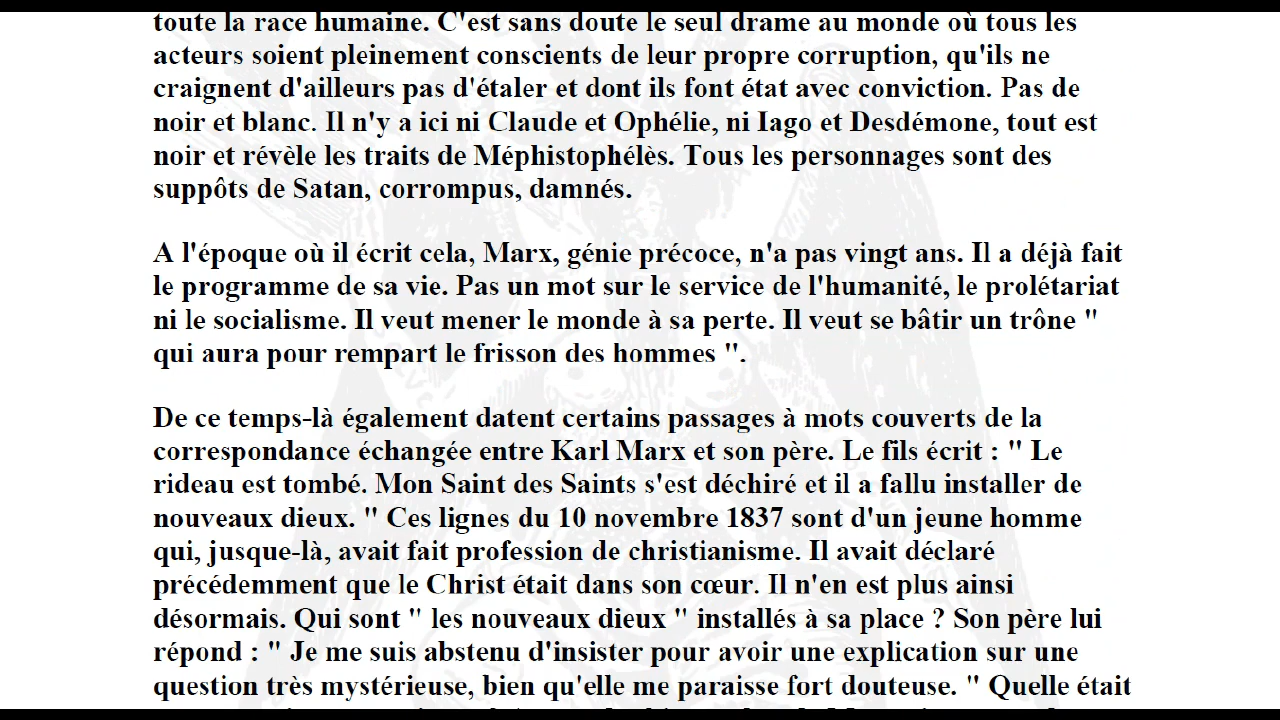 toute la race humaine. C'est sans doute le seul drame au monde où tous les
acteurs soient pleinement conscients de leur propre corruption, qu'ils ne
craignent d'ailleurs pas d'étaler et dont ils font état avec conviction. Pas de
noir et blanc. Il n'y a ici ni Claude et Ophélie, ni Iago et Desdémone, tout est
noir et révèle les traits de Méphistophélès. Tous les personnages sont des
suppôts de Satan, corrompus, damnés.
A l'époque où il écrit cela, Marx, génie précoce, n'a pas vingt ans. Il a déjà fait
le programme de sa vie. Pas un mot sur le service de l'humanité, le prolétariat
ni le socialisme. Il veut mener le monde à sa perte. Il veut se bâtir un trône "
qui aura pour rempart le frisson des hommes ".
De ce temps-là également datent certains passages à mots couverts de la
correspondance échangée entre Karl Marx et son père. Le fils écrit : " Le
rideau est tombé. Mon Saint des Saints s'est déchiré et il a fallu installer de
nouveaux dieux. " Ces lignes du 10 novembre 1837 sont d'un jeune homme
qui, jusque-là, avait fait profession de christianisme. Il avait déclaré
précédemment que le Christ était dans son cœur. Il n'en est plus ainsi
désormais. Qui sont " les nouveaux dieux " installés à sa place ? Son père lui
répond : " Je me suis abstenu d'insister pour avoir une explication sur une
question très mystérieuse, bien qu'elle me paraisse fort douteuse. " Quelle était